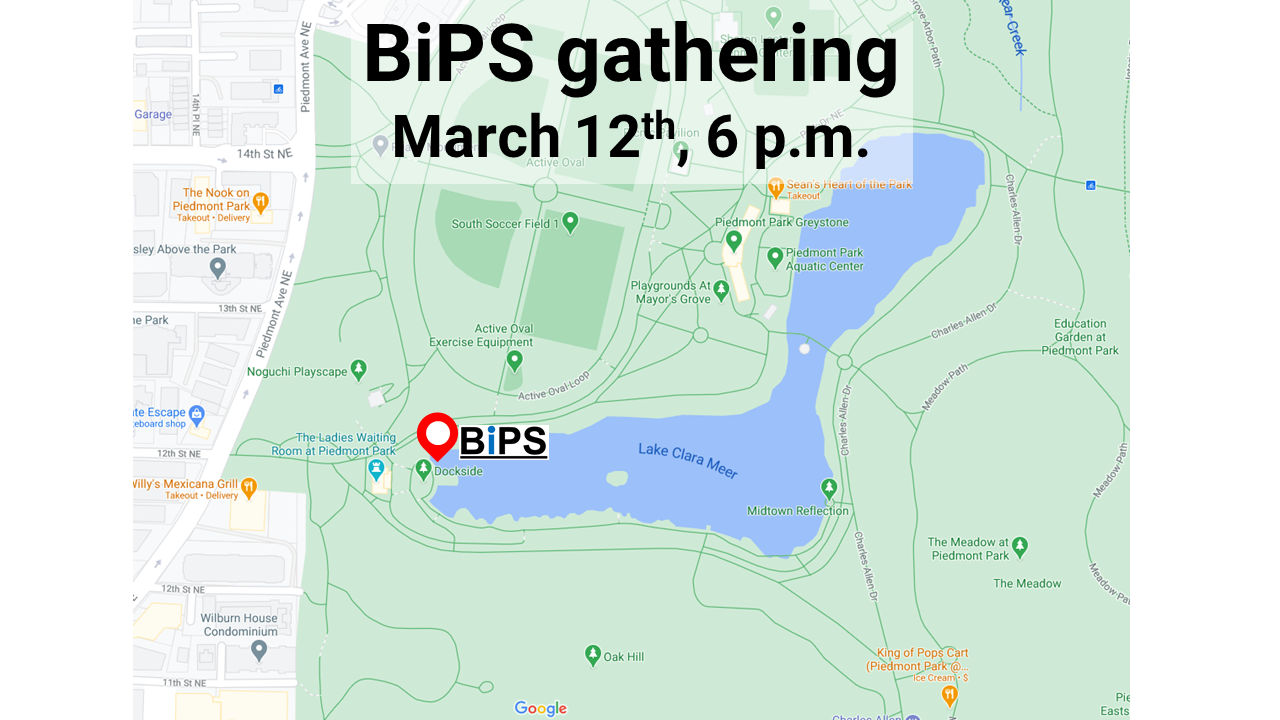 BiPS gathering
March 12th, 6 p.m.
Piedmont Ave NE
14th Pl NE
Garage
14th St NE
Active Oval
Sean's Heart of the Park
Takeout
The Nook on
Piedmont Park
Takeout • Delivery
South Soccer Field 1
Piedmont Park Greystone
Piedmont Park
Aquatic Center
Charles Allen Dr
sley Above the Park
Playgrounds At
Mayor's Grove
13th St NE
Piedmont Ave NE
ne Park
Active Oval
Exercise Equipment
Charles Allen Dr
Education
Garden at
Piedmont Park
Noguchi Playscape
Active Oval Loop
Meadow Path
Charles Allen Dr
te Escape
teboard shop
BiPS
The Ladies Waiting
Room at Piedmont Park
12th St NE
Dockside
Lake Clara Meer
Meadow Path
Willy's Mexicana Grill
Takeout • Delivery
Midtown Reflection
Charles Allen Dr
The Meadow at
Piedmont Park
The Meadow
Meadow Pa
12th St NE
Wilburn House
Condominium
Oak Hill
King of Pops Cart
(Piedmont Park @...
Ice Cream • $
11th St NE
Google
Charles Allen
Pie
Easts